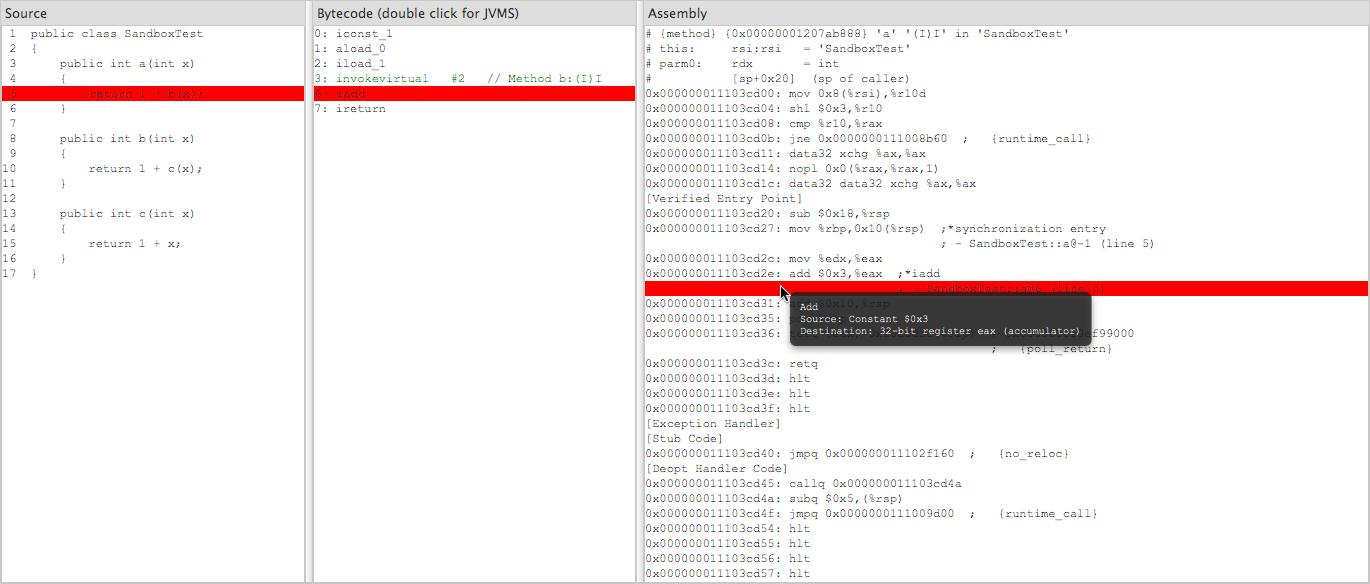 Source
1 public class SandboxTest
2 {
3 public int a(int x)
4 {
5 return 1 + b(x);
6 }
7
8 public int b(int x)
9 {
10 return 1 + c(x);
11 }
12
13 public int c(int x)
14 {
15 return 1 + x;
16 }
17 }
Bytecode (double click for JVMS)
0: iconst_1
1: aload_0
2: iload_1
3: invokevirtual #2 // Method b:(I)I
6: iadd
7: ireturn
Assembly
# {method} {0x00000001207ab888} 'a' '(I)I' in 'SandboxTest'
# this: rsi:rsi = 'SandboxTest'
# parm0: rdx = int
# [sp+0x20] (sp of caller)
0x000000011103cd00: mov 0x8(%rsi),%r10d
0x000000011103cd04: shl $0x3,%r10
0x000000011103cd08: cmp %r10,%rax
0x000000011103cd0b: jne 0x0000000111008b60 ; {runtime_call}
0x000000011103cd11: data32 xchg %ax,%ax
0x000000011103cd14: nopl 0x0(%rax,%rax,1)
0x000000011103cd1c: data32 data32 xchg %ax,%ax
[Verified Entry Point]
0x000000011103cd20: sub $0x18,%rsp
0x000000011103cd27: mov %rbp,0x10(%rsp) ;*synchronization entry
; - SandboxTest::a@-1 (line 5)
0x000000011103cd2c: mov %edx,%eax
0x000000011103cd2e: add $0x3,%eax ;*iadd
; - SandboxTest::a@6 (line 5)
0x000000011103cd31: $0x10,%rsp
0x000000011103cd35:
0x000000011103cd36: ef99000
; {poll_return}
Add
Source: Constant $0x3
Destination: 32-bit register eax (accumulator)
0x000000011103cd3c: retq
0x000000011103cd3d: hlt
0x000000011103cd3e: hlt
0x000000011103cd3f: hlt
[Exception Handler]
[Stub Code]
0x000000011103cd40: jmpq 0x000000011102f160 ; {no_reloc}
[Deopt Handler Code]
0x000000011103cd45: callq 0x000000011103cd4a
0x000000011103cd4a: subq $0x5,(%rsp)
0x000000011103cd4f: jmpq 0x0000000111009d00 ; {runtime_call}
0x000000011103cd54: hlt
0x000000011103cd55: hlt
0x000000011103cd56: hlt
0x000000011103cd57: hlt